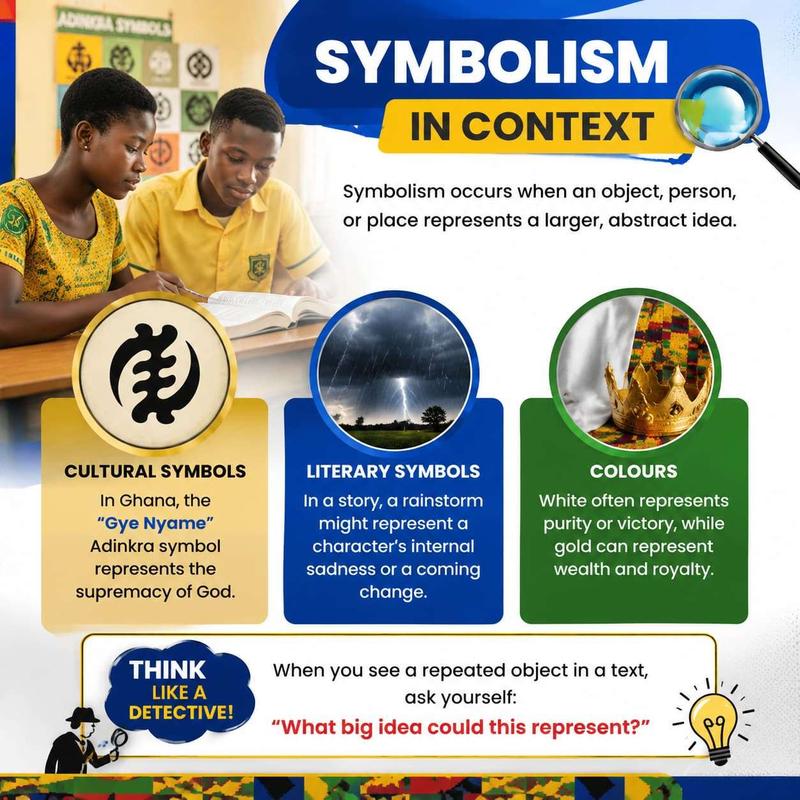 ADINKRA SYMBOLS
SYMBOLISM
IN CONTEXT
Symbolism occurs when an object, person,
or place represents a larger, abstract idea.
CULTURAL SYMBOLS
In Ghana, the
“Gye Nyame”
Adinkra symbol
represents the
supremacy of God.
LITERARY SYMBOLS
In a story, a rainstorm
might represent a
character’s internal
sadness or a coming
change.
COLOURS
White often represents
purity or victory, while
gold can represent
wealth and royalty.
THINK
LIKE A
DETECTIVE!
When you see a repeated object in a text,
ask yourself:
“What big idea could this represent?”